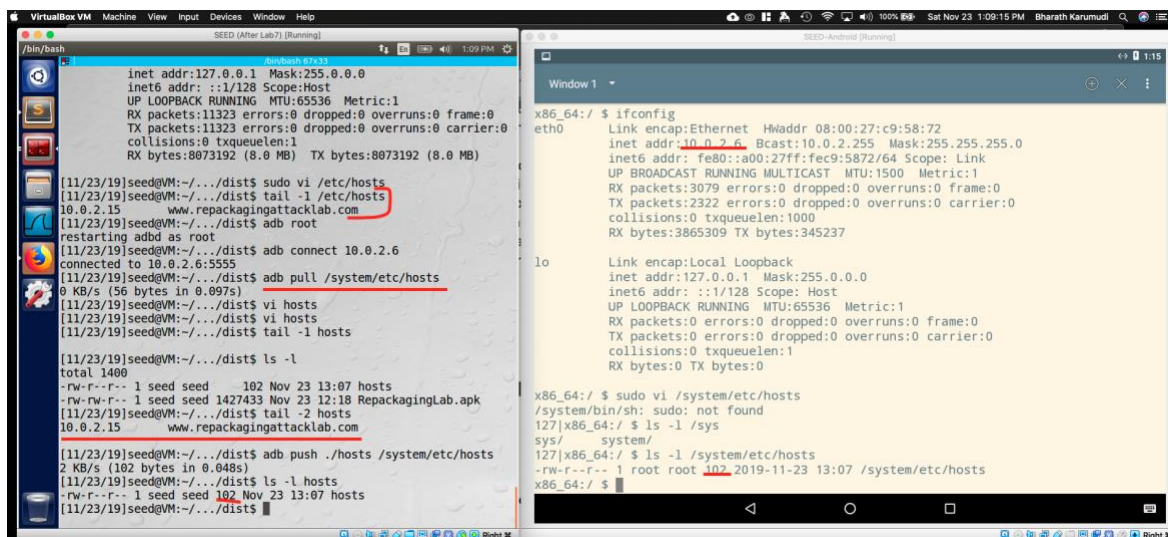 VirtualBox VM Machine View Input Devices Window Help
100% Sat Nov 23 1:09:15 PM Bharath Karumudi
SEED (After Lab7) [Running]
/bin/bash
En 1:09 PM
/bin/bash 67x33
inet addr:127.0.0.1 Mask:255.0.0.0
inet6 addr: ::1/128 Scope:Host
UP LOOPBACK RUNNING MTU:65536 Metric:1
RX packets:11323 errors:0 dropped:0 overruns:0 frame:0
TX packets:11323 errors:0 dropped:0 overruns:0 carrier:0
collisions:0 txqueuelen:1
RX bytes:8073192 (8.0 MB) TX bytes:8073192 (8.0 MB)
[11/23/19]seed@VM:~/.../dist$ sudo vi /etc/hosts
[11/23/19]seed@VM:~/.../dist$ tail -1 /etc/hosts
10.0.2.15 www.repackagingattacklab.com
[11/23/19]seed@VM:~/.../dist$ adb root
restarting adbd as root
[11/23/19]seed@VM:~/.../dist$ adb connect 10.0.2.6
connected to 10.0.2.6:5555
[11/23/19]seed@VM:~/.../dist$ adb pull /system/etc/hosts
0 KB/s (56 bytes in 0.097s)
[11/23/19]seed@VM:~/.../dist$ vi hosts
[11/23/19]seed@VM:~/.../dist$ vi hosts
[11/23/19]seed@VM:~/.../dist$ tail -1 hosts
[11/23/19]seed@VM:~/.../dist$ ls -l
total 1400
-rw-r--r-- 1 seed seed 102 Nov 23 13:07 hosts
-rw-rw-r-- 1 seed seed 1427433 Nov 23 12:18 RepackagingLab.apk
[11/23/19]seed@VM:~/.../dist$ tail -2 hosts
10.0.2.15 www.repackagingattacklab.com
[11/23/19]seed@VM:~/.../dist$ adb push ./hosts /system/etc/hosts
2 KB/s (102 bytes in 0.048s)
[11/23/19]seed@VM:~/.../dist$ ls -l hosts
-rw-r--r-- 1 seed seed 102 Nov 23 13:07 hosts
[11/23/19]seed@VM:~/.../dist$
Right ⌘
SEED-Android [Running]
1:15
Window 1
x86_64:/ $ ifconfig
eth0 Link encap:Ethernet HWaddr 08:00:27:c9:58:72
inet addr:10.0.2.6 Bcast:10.0.2.255 Mask:255.255.255.0
inet6 addr: fe80::a00:27ff:fec9:5872/64 Scope: Link
UP BROADCAST RUNNING MULTICAST MTU:1500 Metric:1
RX packets:3079 errors:0 dropped:0 overruns:0 frame:0
TX packets:2322 errors:0 dropped:0 overruns:0 carrier:0
collisions:0 txqueuelen:1000
RX bytes:3865309 TX bytes:345237
lo Link encap:Local Loopback
inet addr:127.0.0.1 Mask:255.0.0.0
inet6 addr: ::1/128 Scope: Host
UP LOOPBACK RUNNING MTU:65536 Metric:1
RX packets:0 errors:0 dropped:0 overruns:0 frame:0
TX packets:0 errors:0 dropped:0 overruns:0 carrier:0
collisions:0 txqueuelen:1
RX bytes:0 TX bytes:0
x86_64:/ $ sudo vi /system/etc/hosts
/system/bin/sh: sudo: not found
127|x86_64:/ $ ls -l /sys
sys/ system/
127|x86_64:/ $ ls -l /system/etc/hosts
-rw-r--r-- 1 root root 102 2019-11-23 13:07 /system/etc/hosts
x86_64:/ $
Right ⌘